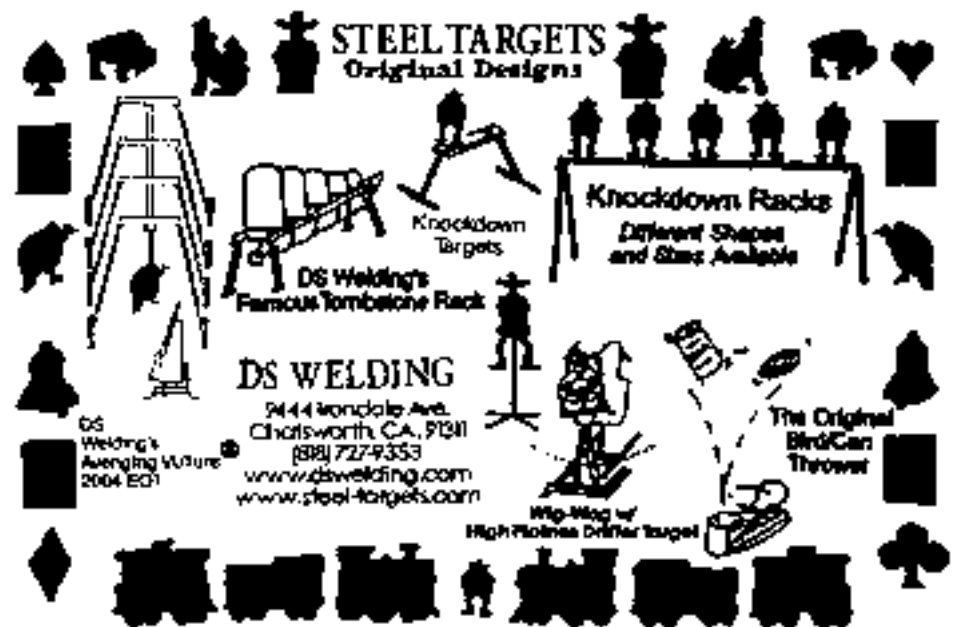 STEEL TARGETS
Original Designs
Knockdown
Targets
Knockdown Racks
Different Shapes
and Sizes Available
DS Welding's
Famous Tombstone Rack
DS WELDING
9444 Irondale Ave.
Chatsworth, CA., 91311
(818) 727-9353
www.dswelding.com
www.steel-targets.com
DS
Welding's
Avenging Vulture
2004 EOT
®
The Original
Bird/Can
Thrower
Wig-Wag w/
High Plaines Drifter Target